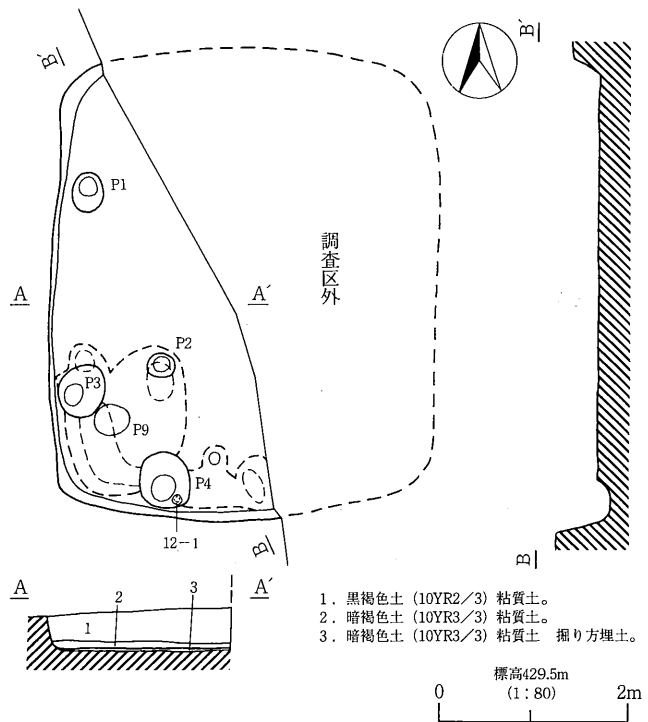 B′
B′
P1
調査区外
A
A′
P2
P3
P9
P4
12-1
B
B
A
2
3
A′
1
1. 黒褐色土 (10YR2/3) 粘質土。
2. 暗褐色土 (10YR3/3) 粘質土。
3. 暗褐色土 (10YR3/3) 粘質土 掘り方埋土。
標高429.5m
(1:80)
0
2m